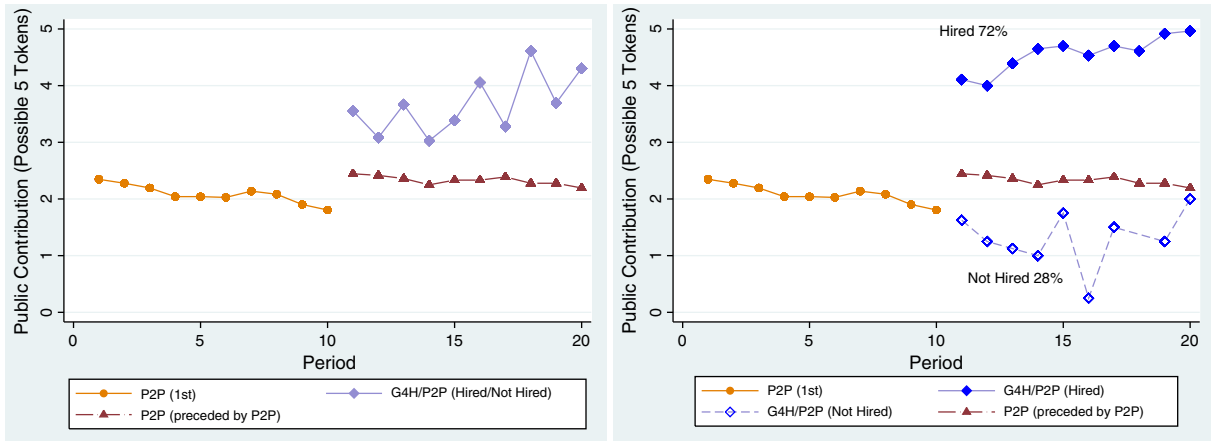 Public Contribution (Possible 5 Tokens)
5
4
3
2
1
0
0 5 10 15 20
Period
P2P (1st) G4H/P2P (Hired/Not Hired)
P2P (preceded by P2P)
Public Contribution (Possible 5 Tokens)
5
4
3
2
1
0
Hired 72%
Not Hired 28%
0 5 10 15 20
Period
P2P (1st) G4H/P2P (Hired)
G4H/P2P (Not Hired) P2P (preceded by P2P)